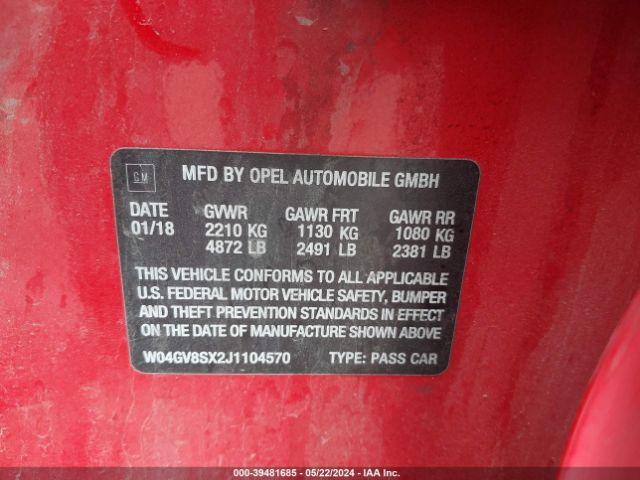 GM
MFD BY OPEL AUTOMOBILE GMBH
DATE GVWR GAWR FRT GAWR RR
01/18 2210 KG 1130 KG 1080 KG
4872 LB 2491 LB 2381 LB
THIS VEHICLE CONFORMS TO ALL APPLICABLE
U.S. FEDERAL MOTOR VEHICLE SAFETY, BUMPER
AND THEFT PREVENTION STANDARDS IN EFFECT
ON THE DATE OF MANUFACTURE SHOWN ABOVE
W04GV8SX2J1104570 TYPE: PASS CAR
000-39481685 - 05/22/2024 - IAA Inc.